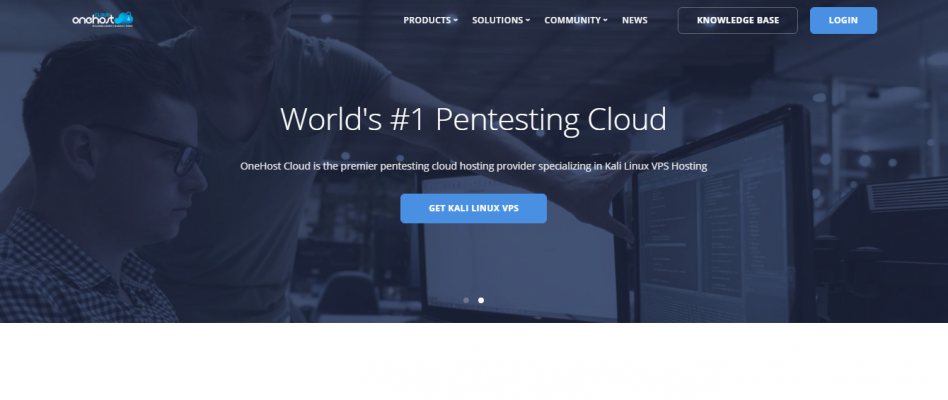 onehost
PRODUCTS SOLUTIONS COMMUNITY NEWS KNOWLEDGE BASE LOGIN
World's #1 Pentesting Cloud
OneHost Cloud is the premier pentesting cloud hosting provider specializing in Kali Linux VPS Hosting
GET KALI LINUX VPS